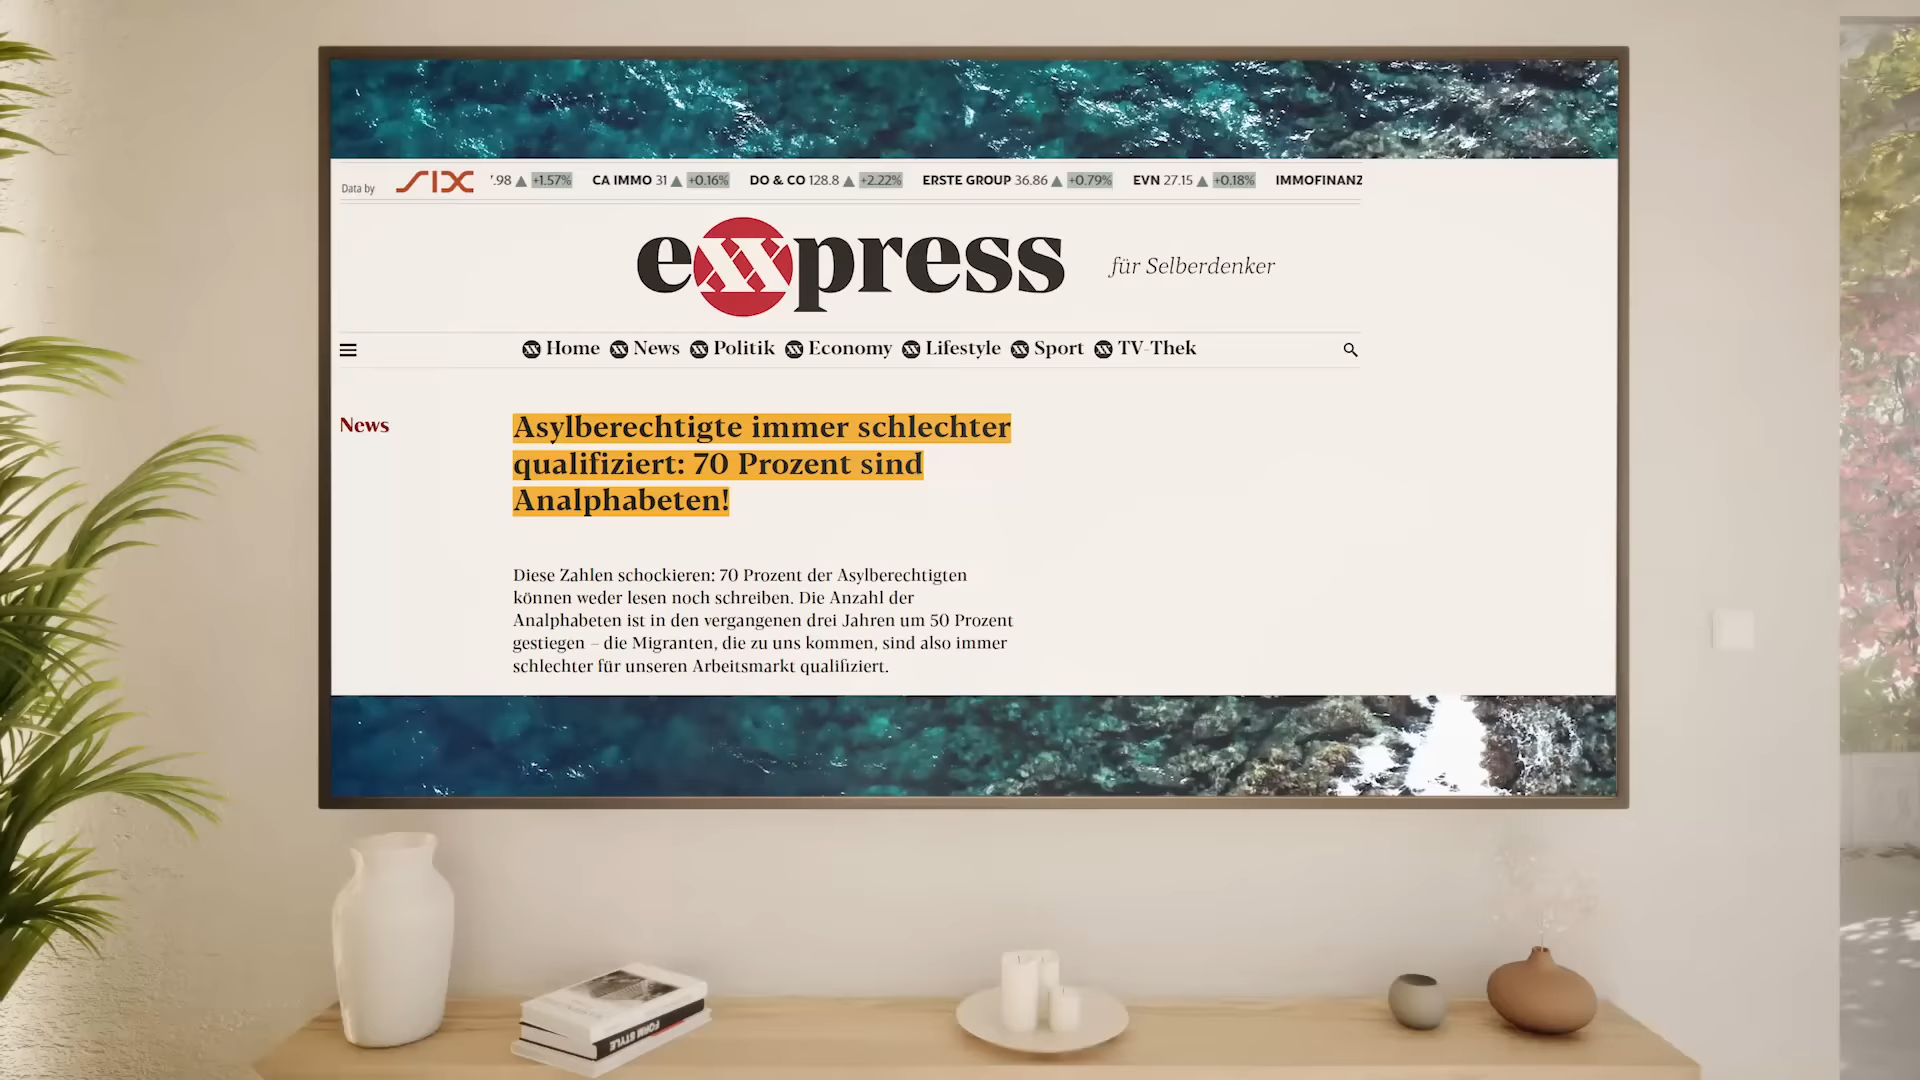 Data by SIX .98 ▲ +1.57% CA IMMO 31 ▲ +0.16% DO & CO 128.8 ▲ +2.22% ERSTE GROUP 36.86 ▲ +0.79% EVN 27.15 ▲ +0.18% IMMOFINANZ
exxpress für Selberdenker
Home News Politik Economy Lifestyle Sport TV-Thek
News
Asylberechtigte immer schlechter
qualifiziert: 70 Prozent sind
Analphabeten!
Diese Zahlen schockieren: 70 Prozent der Asylberechtigten
können weder lesen noch schreiben. Die Anzahl der
Analphabeten ist in den vergangenen drei Jahren um 50 Prozent
gestiegen – die Migranten, die zu uns kommen, sind also immer
schlechter für unseren Arbeitsmarkt qualifiziert.
FORM STYLE